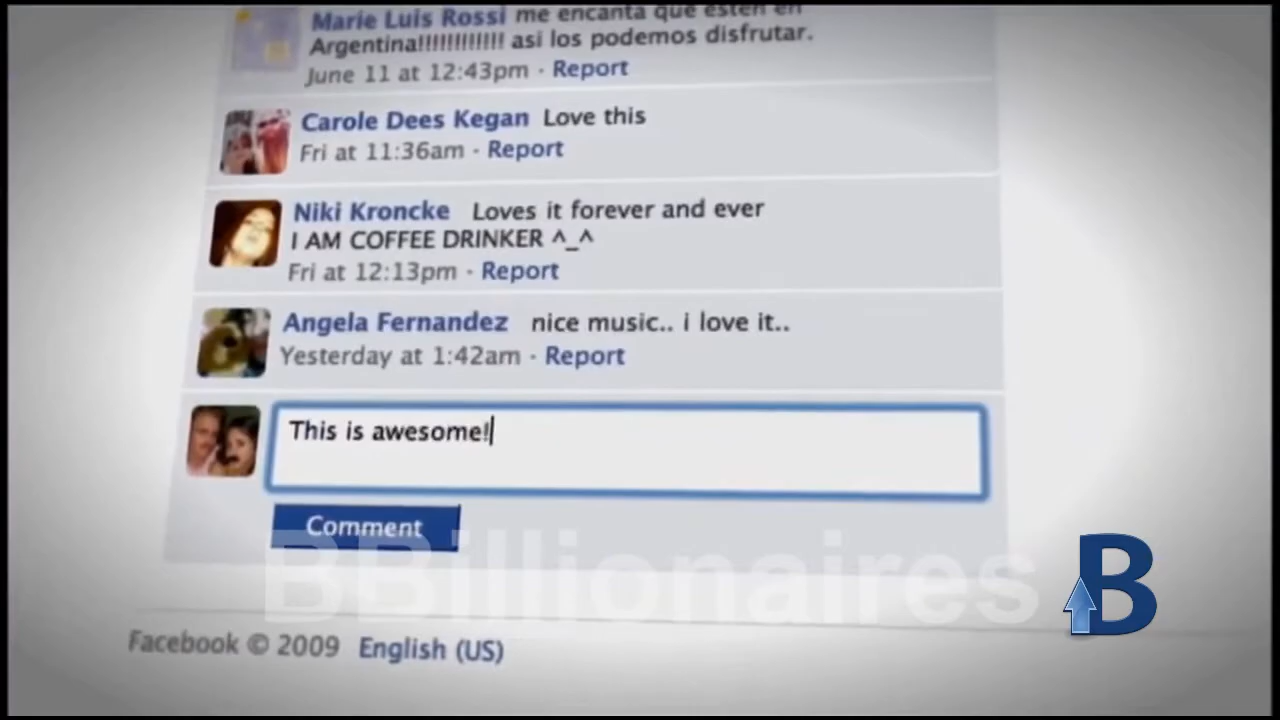 Marie Luis Rossi me encanta que esten en
Argentina!!!!!!!!!!!! asi los podemos disfrutar.
June 11 at 12:43pm · Report
Carole Dees Kegan Love this
Fri at 11:36am · Report
Niki Kroncke Loves it forever and ever
I AM COFFEE DRINKER ^_^
Fri at 12:13pm · Report
Angela Fernandez nice music.. i love it..
Yesterday at 1:42am · Report
This is awesome!
Comment
BBillionaires
B
Facebook © 2009 English (US)